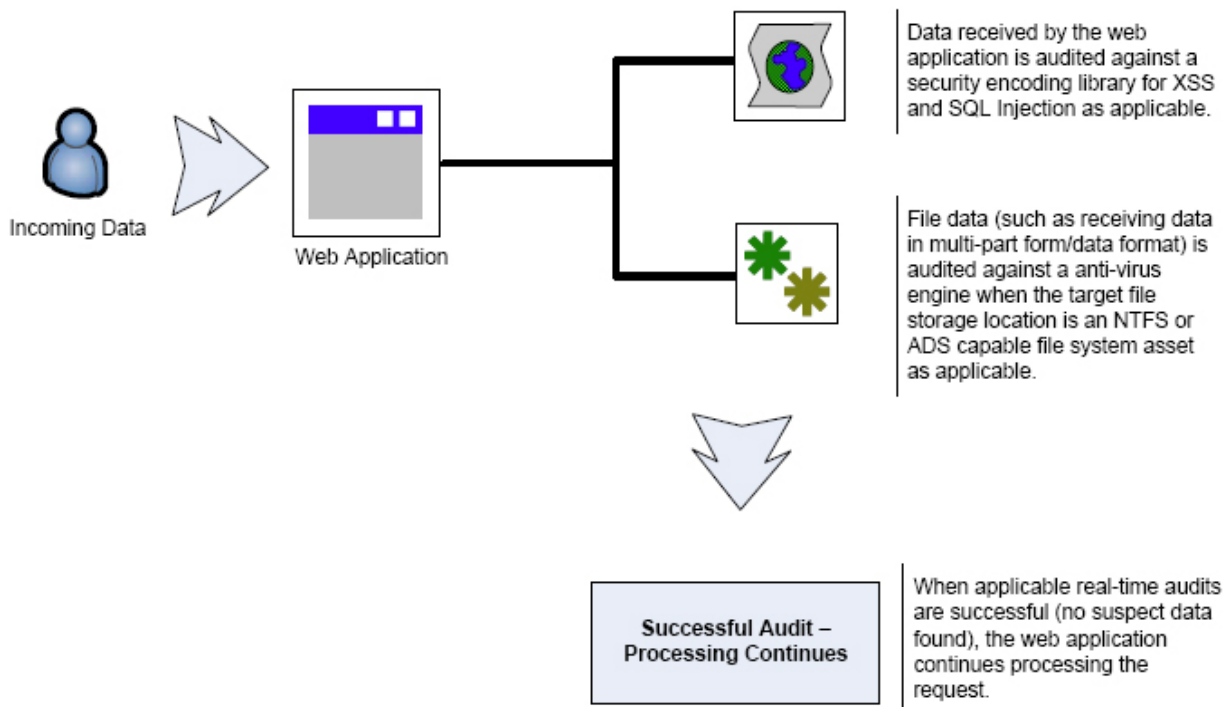 Data received by the web
application is audited against a
security encoding library for XSS
and SQL Injection as applicable.
Incoming Data
Web Application
File data (such as receiving data
in multi-part form/data format) is
audited against a anti-virus
engine when the target file
storage location is an NTFS or
ADS capable file system asset
as applicable.
Successful Audit –
Processing Continues
When applicable real-time audits
are successful (no suspect data
found), the web application
continues processing the
request.